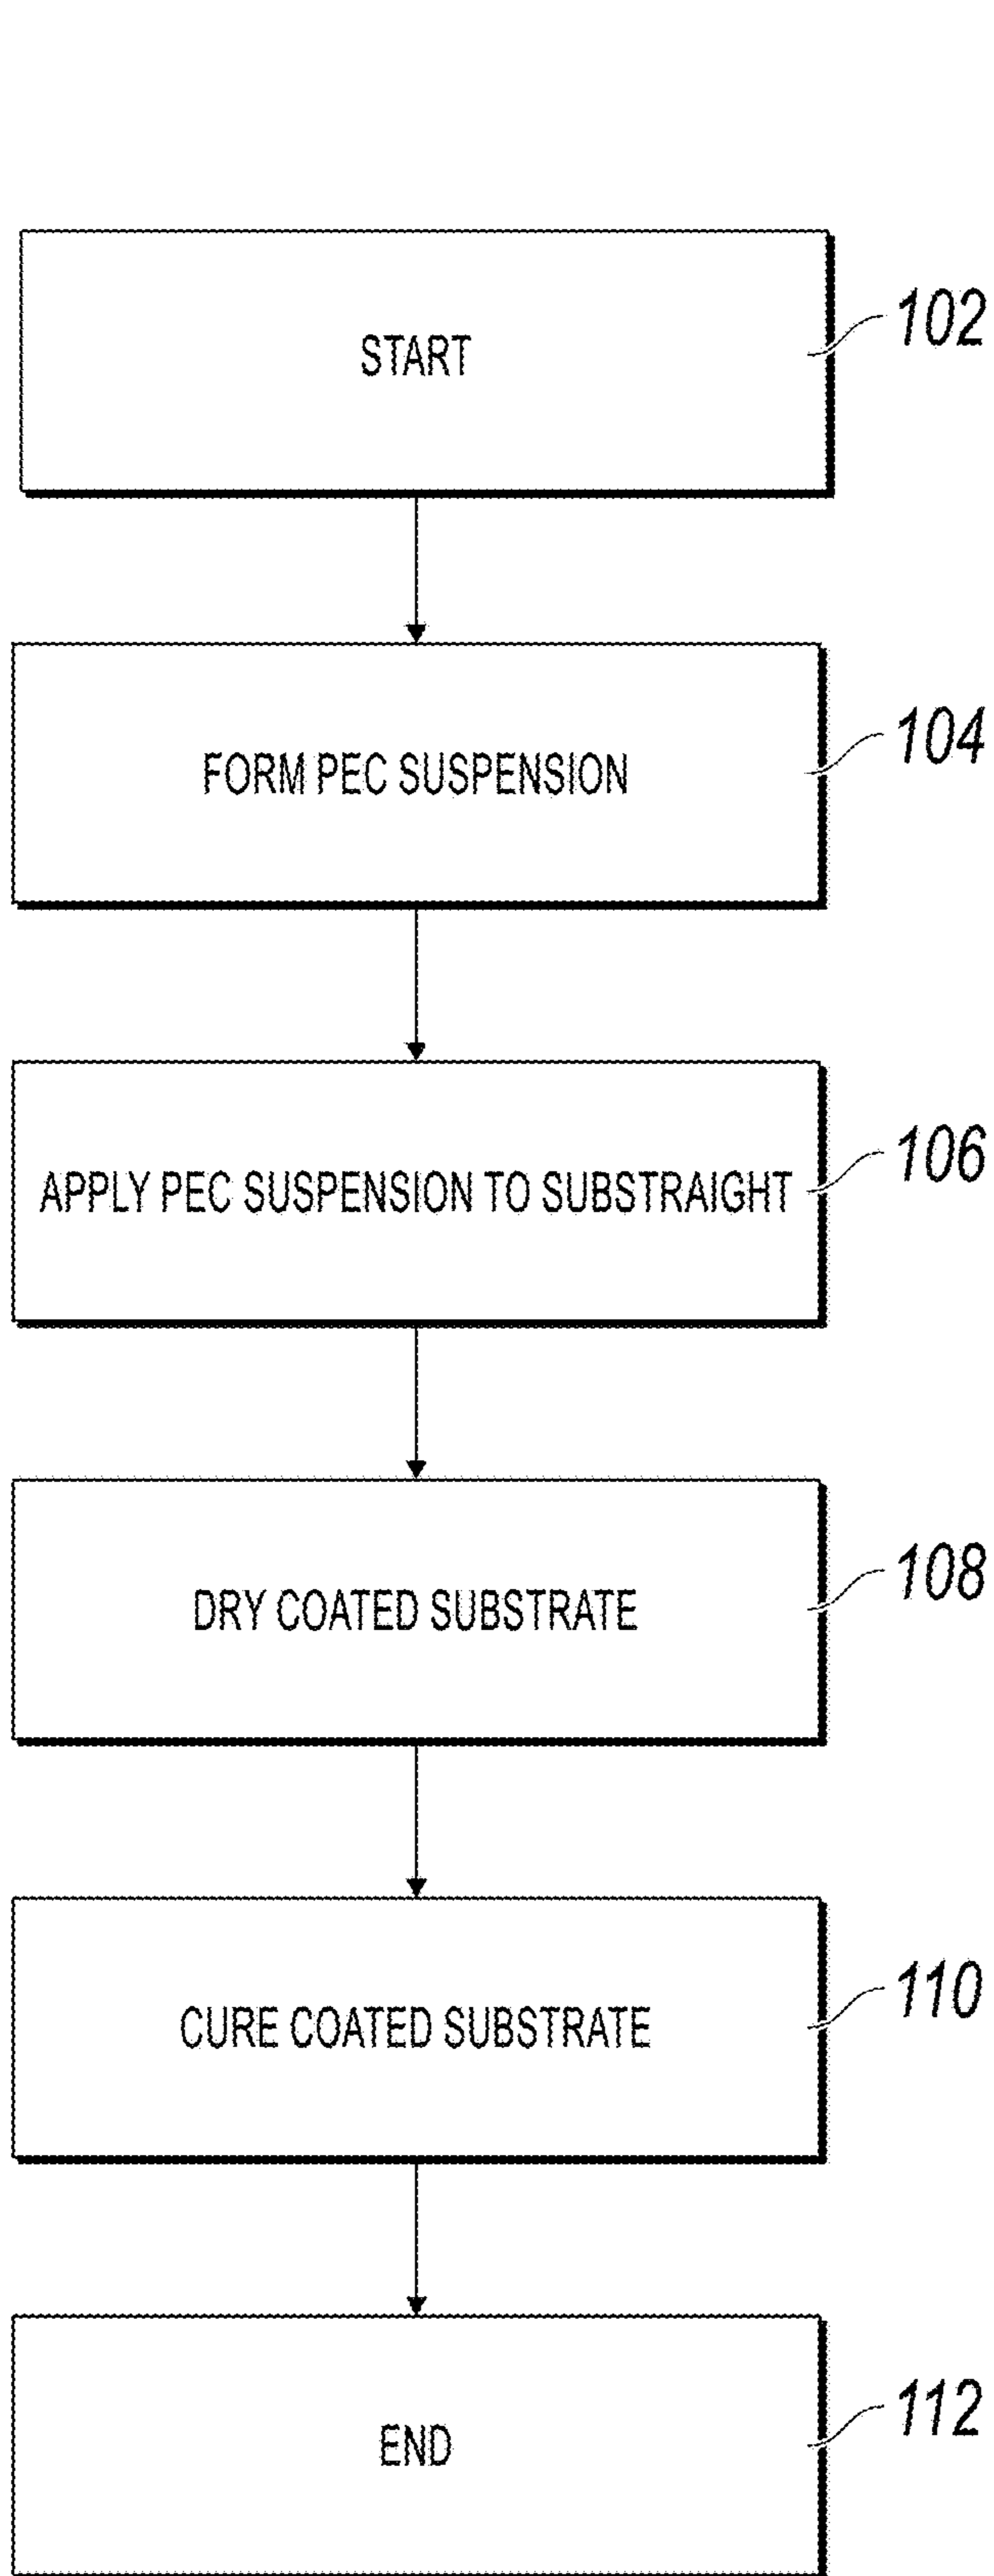 START
102
FORM PEC SUSPENSION
104
APPLY PEC SUSPENSION TO SUBSTRAIGHT
106
DRY COATED SUBSTRATE
108
CURE COATED SUBSTRATE
110
END
112